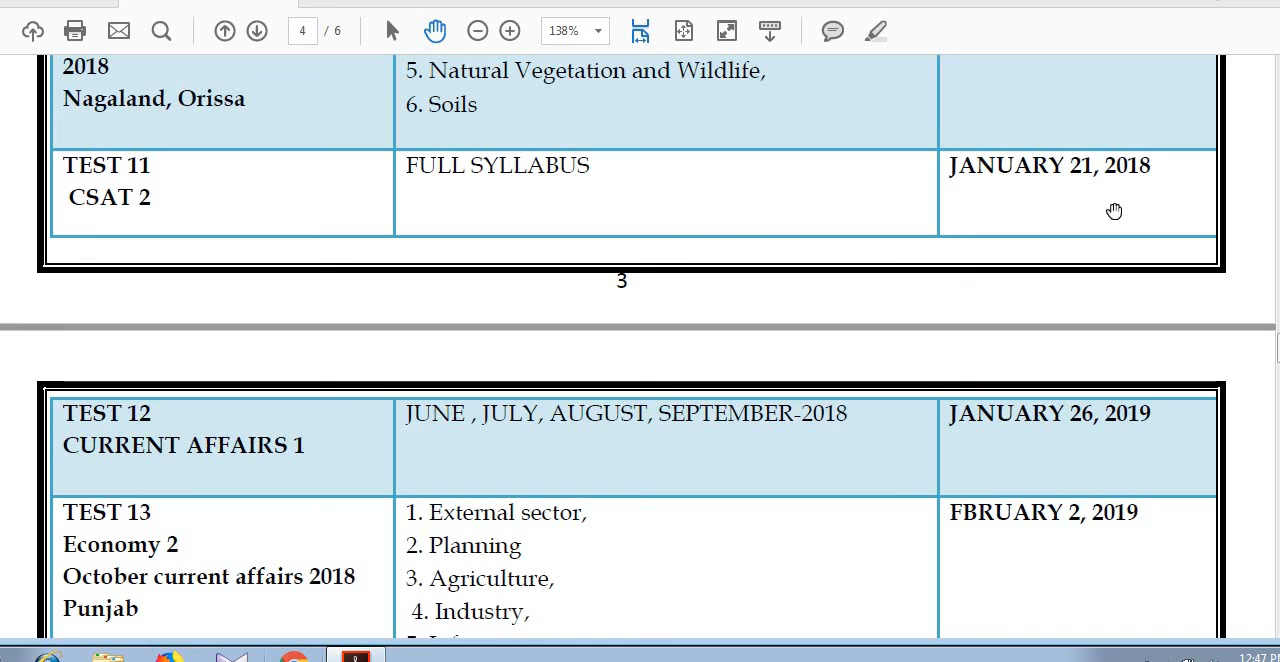 4 / 6
138%
2018
Nagaland, Orissa
5. Natural Vegetation and Wildlife,
6. Soils
TEST 11
CSAT 2
FULL SYLLABUS
JANUARY 21, 2018
3
TEST 12
CURRENT AFFAIRS 1
JUNE , JULY, AUGUST, SEPTEMBER-2018
JANUARY 26, 2019
TEST 13
Economy 2
October current affairs 2018
Punjab
1. External sector,
2. Planning
3. Agriculture,
4. Industry,
FBRUARY 2, 2019
12:47